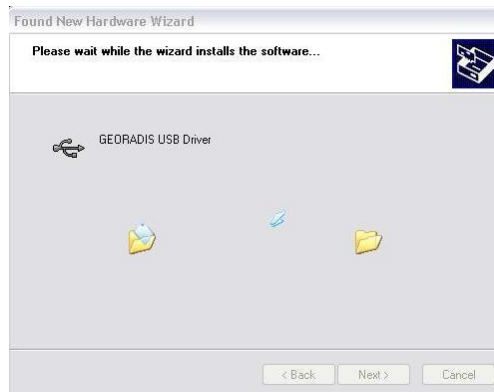 Found New Hardware Wizard
Please wait while the wizard installs the software...
GEORADIS USB Driver
< Back
Next >
Cancel